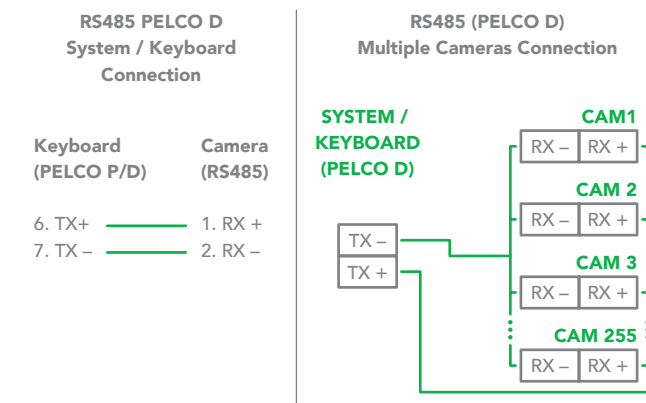 RS485 PELCO D
System / Keyboard
Connection
Keyboard
(PELCO P/D)
Camera
(RS485)
6. TX+
1. RX +
7. TX –
2. RX –
RS485 (PELCO D)
Multiple Cameras Connection
SYSTEM /
KEYBOARD
(PELCO D)
TX –
TX +
CAM1
RX – RX +
CAM 2
RX – RX +
CAM 3
RX – RX +
CAM 255
RX – RX +